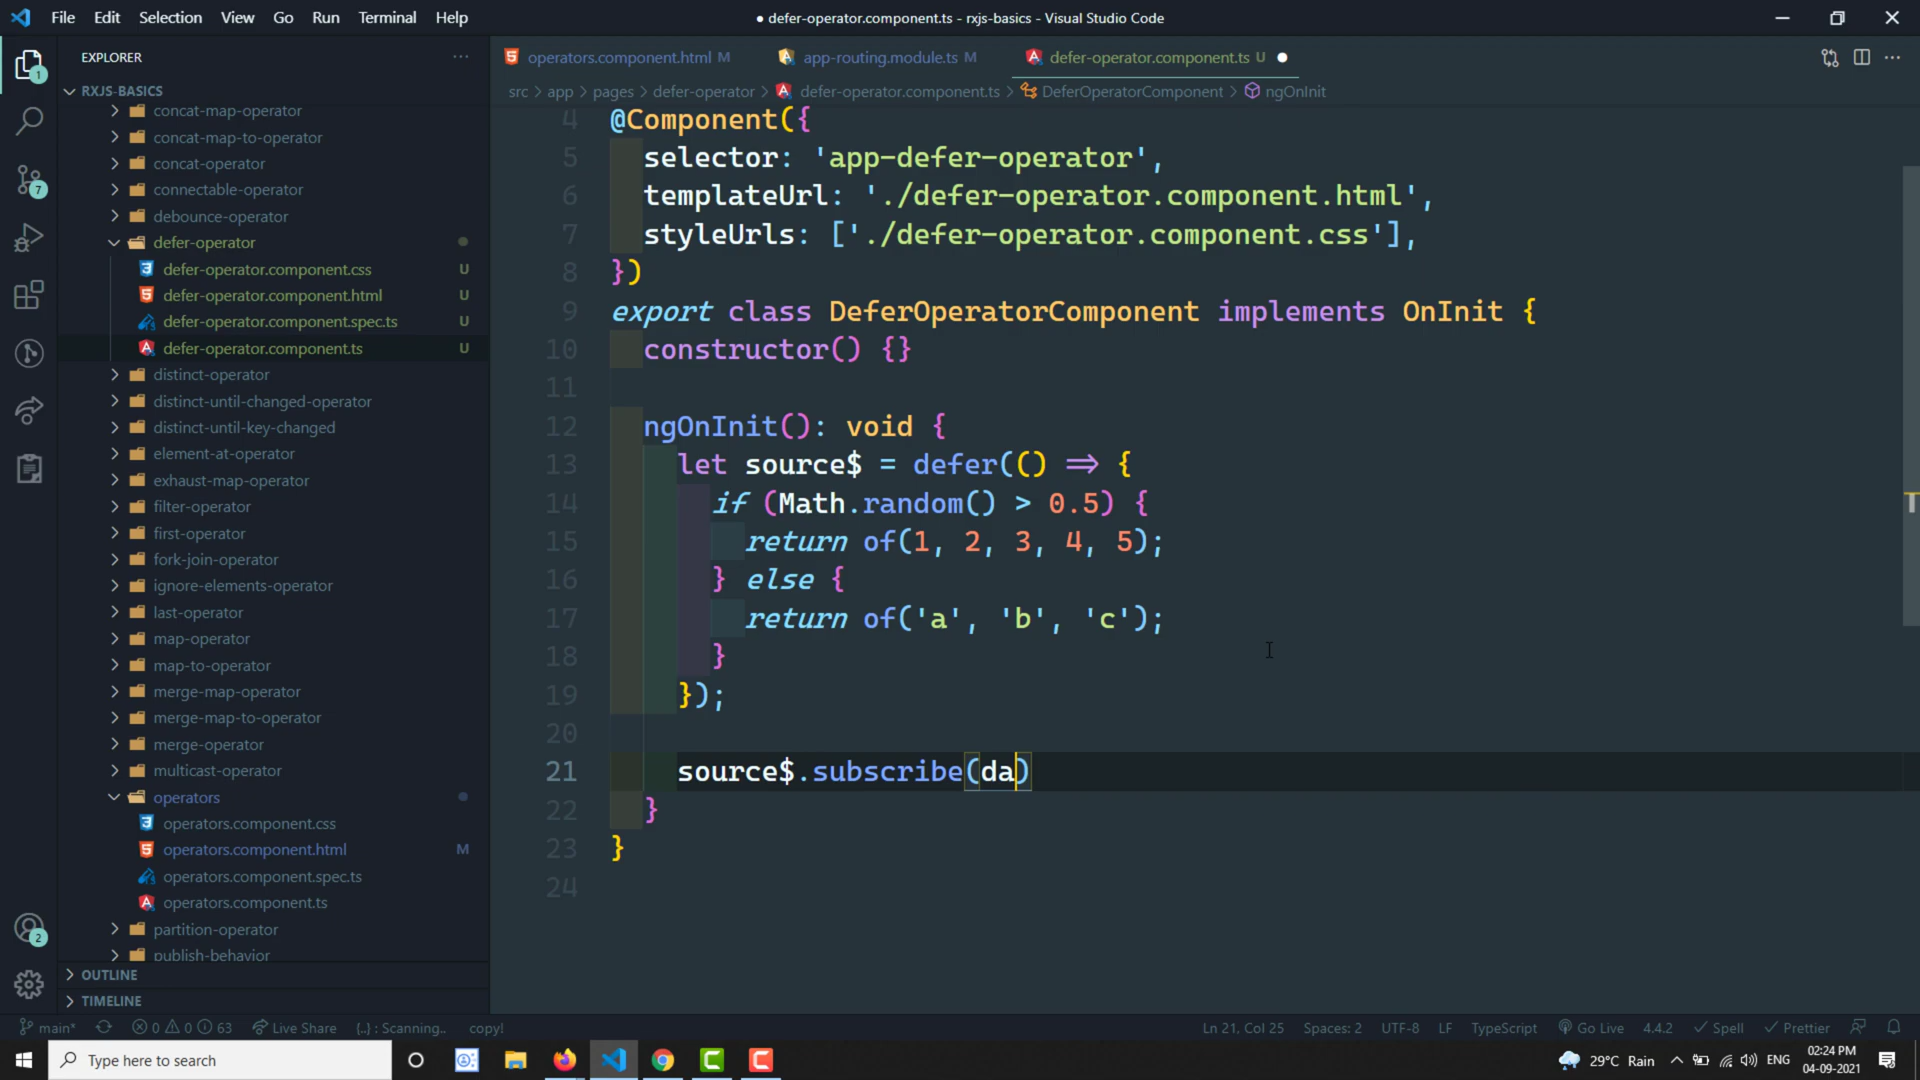 File Edit Selection View Go Run Terminal Help
● defer-operator.component.ts - rxjs-basics - Visual Studio Code
EXPLORER
RXJS-BASICS
concat-map-operator
concat-map-to-operator
concat-operator
connectable-operator
debounce-operator
defer-operator
defer-operator.component.css U
defer-operator.component.html U
defer-operator.component.spec.ts U
defer-operator.component.ts U
distinct-operator
distinct-until-changed-operator
distinct-until-key-changed
element-at-operator
exhaust-map-operator
filter-operator
first-operator
fork-join-operator
ignore-elements-operator
last-operator
map-operator
map-to-operator
merge-map-operator
merge-map-to-operator
merge-operator
multicast-operator
operators
operators.component.css
operators.component.html M
operators.component.spec.ts
operators.component.ts
partition-operator
publish-behavior
OUTLINE
TIMELINE
1
7
2
operators.component.html M app-routing.module.ts M defer-operator.component.ts U
src > app > pages > defer-operator > defer-operator.component.ts > DeferOperatorComponent > ngOnInit
4 @Component({
5 selector: 'app-defer-operator',
6 templateUrl: './defer-operator.component.html',
7 styleUrls: ['./defer-operator.component.css'],
8 })
9 export class DeferOperatorComponent implements OnInit {
10 constructor() {}
11
12 ngOnInit(): void {
13 let source$ = defer(() => {
14 if (Math.random() > 0.5) {
15 return of(1, 2, 3, 4, 5);
16 } else {
17 return of('a', 'b', 'c');
18 }
19 });
20
21 source$.subscribe(da)
22 }
23 }
24
main* 0 0 63 Live Share {..} : Scanning.. copy!
Ln 21, Col 25 Spaces: 2 UTF-8 LF TypeScript Go Live 4.4.2 Spell Prettier
Type here to search
29°C Rain ENG 02:24 PM
04-09-2021